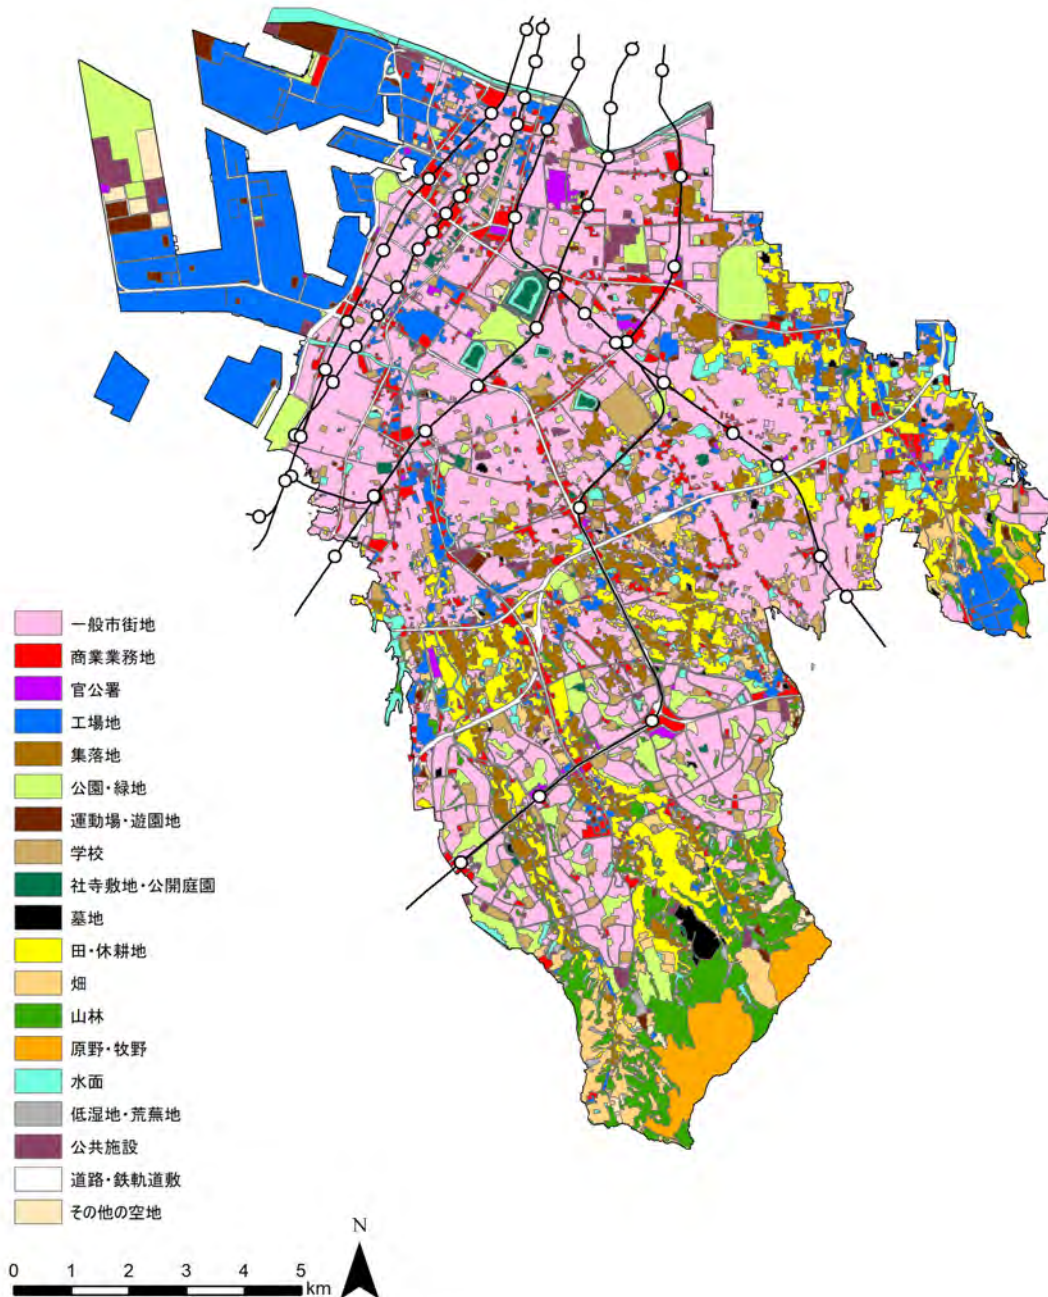 一般市街地
商業業務地
官公署
工場地
集落地
公園・緑地
運動場・遊園地
学校
社寺敷地・公開庭園
墓地
田・休耕地
畑
山林
原野・牧野
水面
低湿地・荒蕪地
公共施設
道路・鉄軌道敷
その他の空地
N
0 1 2 3 4 5
km